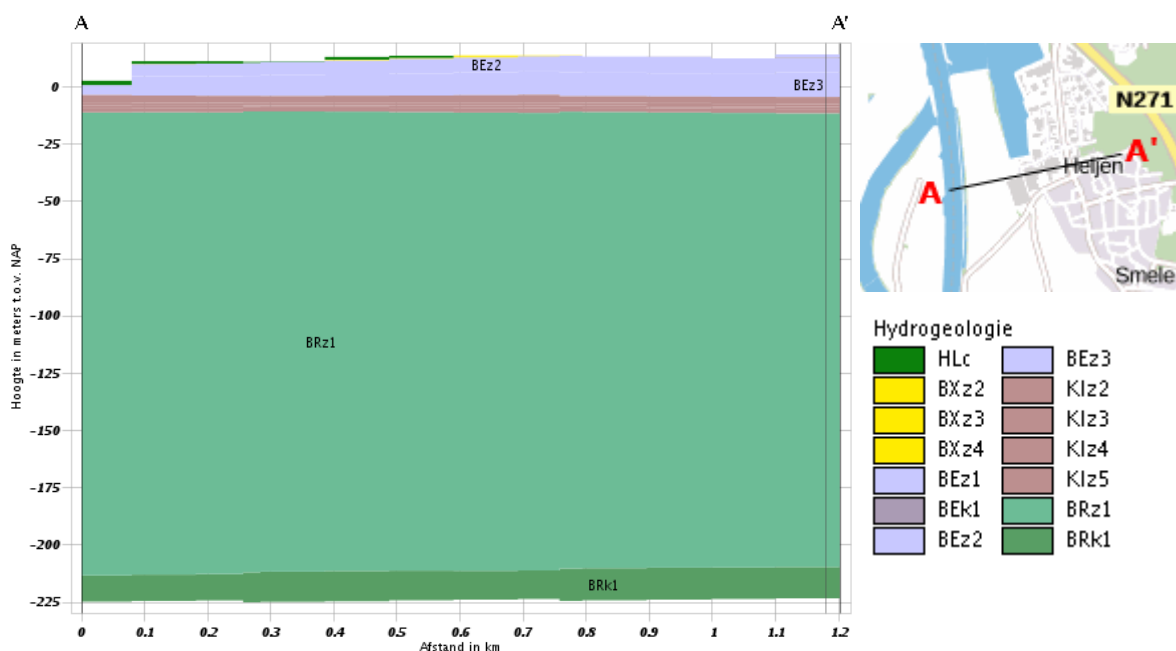 A
A'
0
-25
-50
-75
-100
-125
-150
-175
-200
-225
Hoogte in meters t.o.v. NAP
BEz2
BEz3
BRz1
BRk1
0
0.1
0.2
0.3
0.4
0.5
0.6
0.7
0.8
0.9
1
1.1
1.2
Afstand in km
N271
A'
Heijen
A
Smele
Hydrogeologie
HLc
BXz2
BXz3
BXz4
BEz1
BEk1
BEz2
BEz3
KIz2
KIz3
KIz4
KIz5
BRz1
BRk1